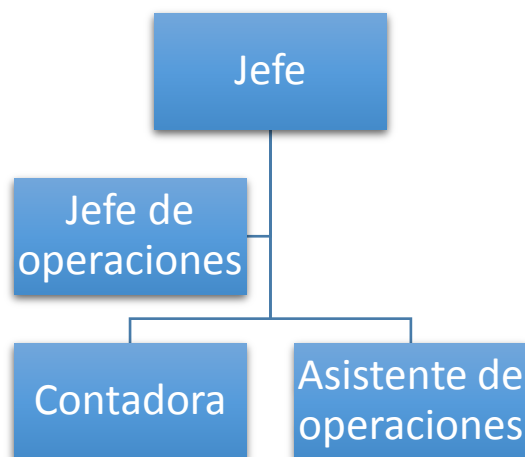 Jefe
Jefe de
operaciones
Contadora
Asistente de
operaciones